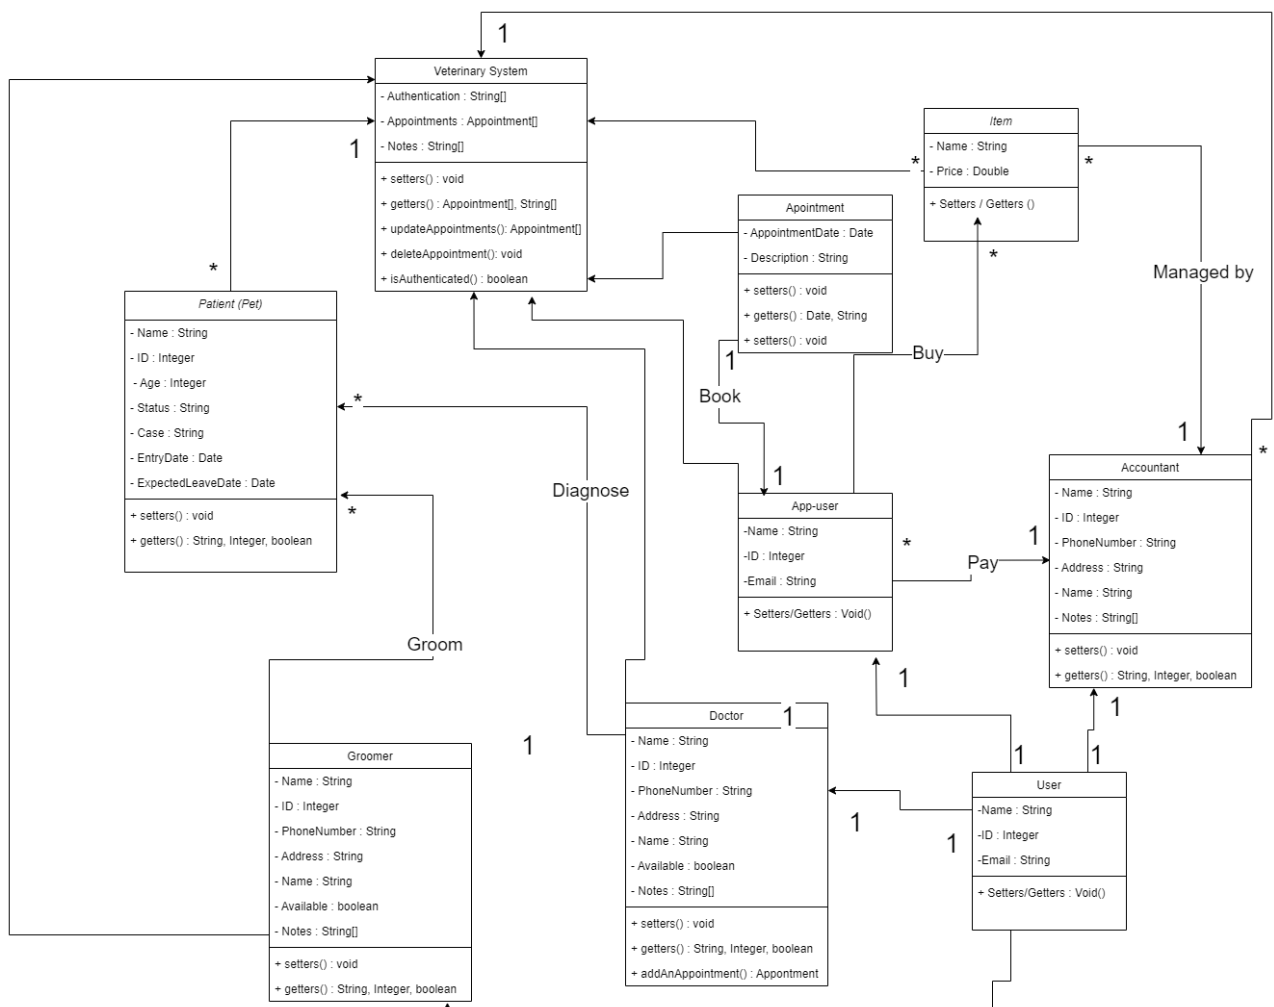 1
Veterinary System
- Authentication : String[]
- Appointments : Appointment[]
- Notes : String[]
+ setters() : void
+ getters() : Appointment[], String[]
+ updateAppointments(): Appointment[]
+ deleteAppointment(): void
+ isAuthenticated() : boolean
1
*
Item
- Name : String
- Price : Double
+ Setters / Getters ()
*
*
*
Managed by
1
Apointment
- AppointmentDate : Date
- Description : String
+ setters() : void
+ getters() : Date, String
+ setters() : void
1
Book
1
Buy
Patient (Pet)
- Name : String
- ID : Integer
- Age : Integer
- Status : String
- Case : String
- EntryDate : Date
- ExpectedLeaveDate : Date
+ setters() : void
+ getters() : String, Integer, boolean
*
*
Diagnose
Groom
App-user
-Name : String
-ID : Integer
-Email : String
+ Setters/Getters : Void()
*
Pay
1
*
Accountant
- Name : String
- ID : Integer
- PhoneNumber : String
- Address : String
- Name : String
- Notes : String[]
+ setters() : void
+ getters() : String, Integer, boolean
1
1
1
1
Groomer
- Name : String
- ID : Integer
- PhoneNumber : String
- Address : String
- Name : String
- Available : boolean
- Notes : String[]
+ setters() : void
+ getters() : String, Integer, boolean
1
Doctor
1
- Name : String
- ID : Integer
- PhoneNumber : String
- Address : String
- Name : String
- Available : boolean
- Notes : String[]
+ setters() : void
+ getters() : String, Integer, boolean
+ addAnAppointment() : Appontment
1
1
User
-Name : String
-ID : Integer
-Email : String
+ Setters/Getters : Void()